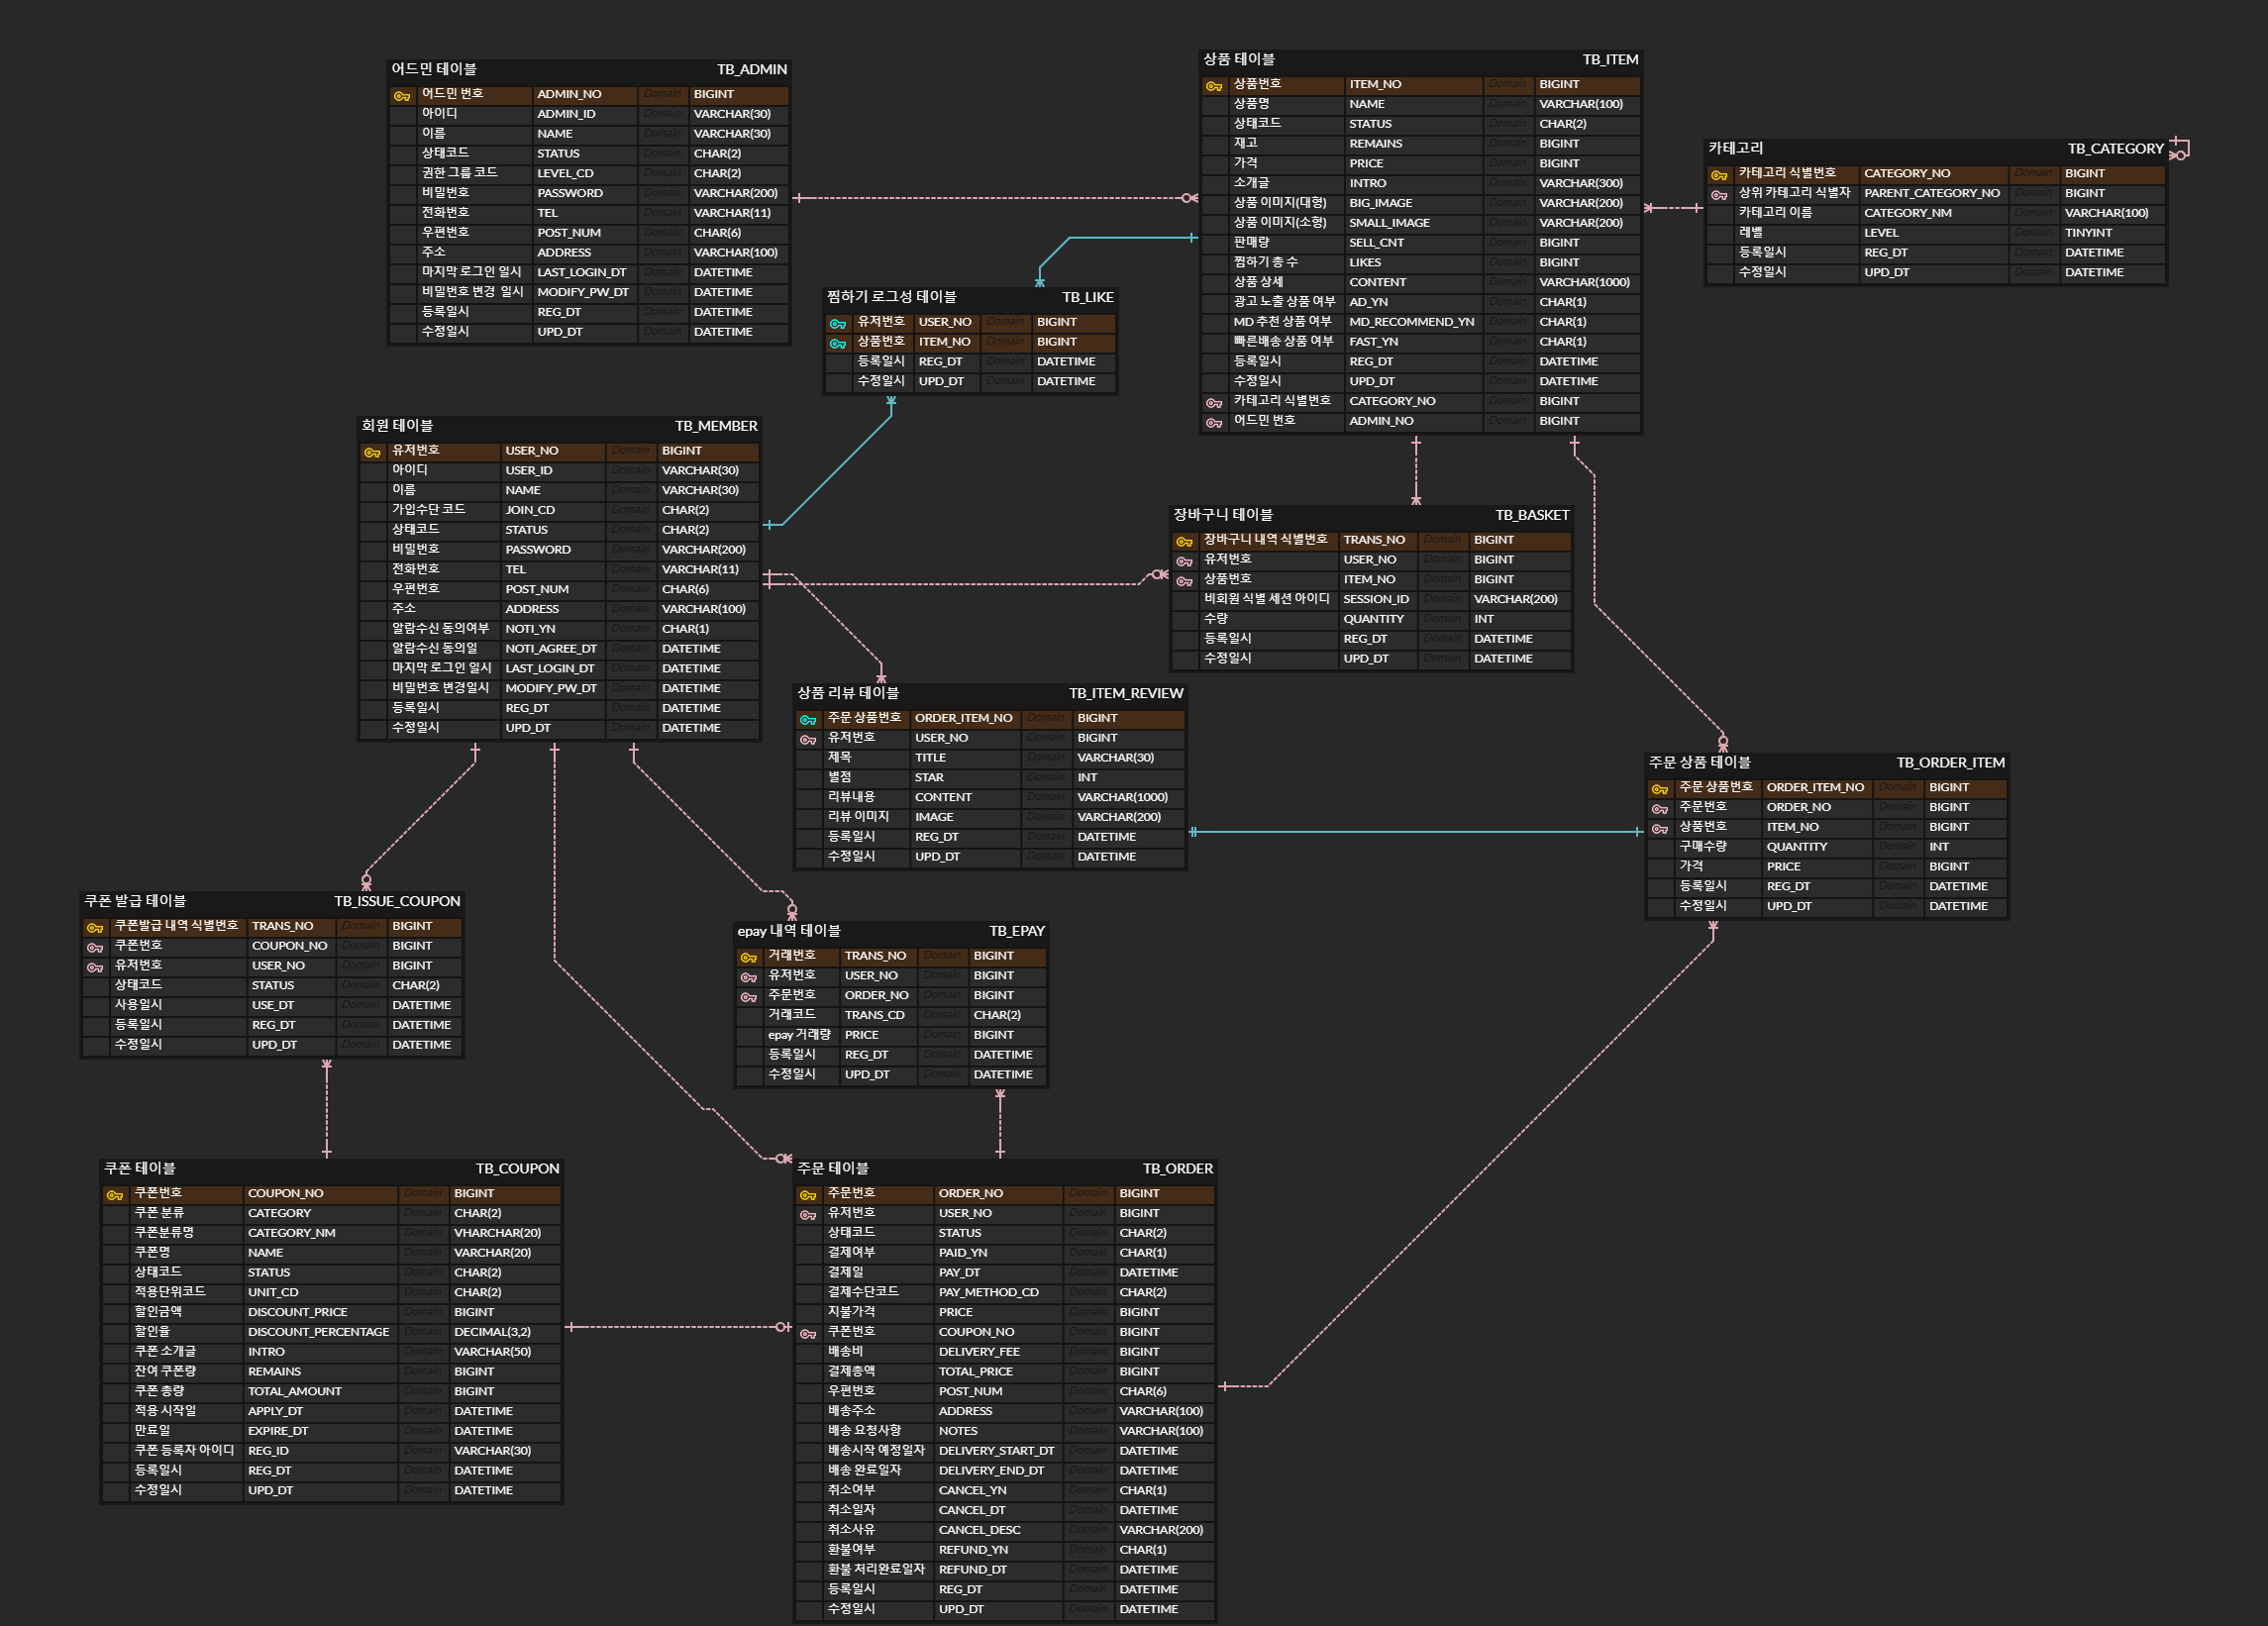 어드민 테이블 TB_ADMIN
어드민 번호 ADMIN_NO Domain BIGINT
아이디 ADMIN_ID Domain VARCHAR(30)
이름 NAME Domain VARCHAR(30)
상태코드 STATUS Domain CHAR(2)
권한 그룹 코드 LEVEL_CD Domain CHAR(2)
비밀번호 PASSWORD Domain VARCHAR(200)
전화번호 TEL Domain VARCHAR(11)
우편번호 POST_NUM Domain CHAR(6)
주소 ADDRESS Domain VARCHAR(100)
마지막 로그인 일시 LAST_LOGIN_DT Domain DATETIME
비밀번호 변경 일시 MODIFY_PW_DT Domain DATETIME
등록일시 REG_DT Domain DATETIME
수정일시 UPD_DT Domain DATETIME
상품 테이블 TB_ITEM
상품번호 ITEM_NO Domain BIGINT
상품명 NAME Domain VARCHAR(100)
상태코드 STATUS Domain CHAR(2)
재고 REMAINS Domain BIGINT
가격 PRICE Domain BIGINT
소개글 INTRO Domain VARCHAR(300)
상품 이미지(대형) BIG_IMAGE Domain VARCHAR(200)
상품 이미지(소형) SMALL_IMAGE Domain VARCHAR(200)
판매량 SELL_CNT Domain BIGINT
찜하기 총 수 LIKES Domain BIGINT
상품 상세 CONTENT Domain VARCHAR(1000)
광고 노출 상품 여부 AD_YN Domain CHAR(1)
MD 추천 상품 여부 MD_RECOMMEND_YN Domain CHAR(1)
빠른배송 상품 여부 FAST_YN Domain CHAR(1)
등록일시 REG_DT Domain DATETIME
수정일시 UPD_DT Domain DATETIME
카테고리 식별번호 CATEGORY_NO Domain BIGINT
어드민 번호 ADMIN_NO Domain BIGINT
카테고리 TB_CATEGORY
카테고리 식별번호 CATEGORY_NO Domain BIGINT
상위 카테고리 식별자 PARENT_CATEGORY_NO Domain BIGINT
카테고리 이름 CATEGORY_NM Domain VARCHAR(100)
레벨 LEVEL Domain TINYINT
등록일시 REG_DT Domain DATETIME
수정일시 UPD_DT Domain DATETIME
찜하기 로그성 테이블 TB_LIKE
유저번호 USER_NO Domain BIGINT
상품번호 ITEM_NO Domain BIGINT
등록일시 REG_DT Domain DATETIME
수정일시 UPD_DT Domain DATETIME
회원 테이블 TB_MEMBER
유저번호 USER_NO Domain BIGINT
아이디 USER_ID Domain VARCHAR(30)
이름 NAME Domain VARCHAR(30)
가입수단 코드 JOIN_CD Domain CHAR(2)
상태코드 STATUS Domain CHAR(2)
비밀번호 PASSWORD Domain VARCHAR(200)
전화번호 TEL Domain VARCHAR(11)
우편번호 POST_NUM Domain CHAR(6)
주소 ADDRESS Domain VARCHAR(100)
알람수신 동의여부 NOTI_YN Domain CHAR(1)
알람수신 동의일 NOTI_AGREE_DT Domain DATETIME
마지막 로그인 일시 LAST_LOGIN_DT Domain DATETIME
비밀번호 변경일시 MODIFY_PW_DT Domain DATETIME
등록일시 REG_DT Domain DATETIME
수정일시 UPD_DT Domain DATETIME
장바구니 테이블 TB_BASKET
장바구니 내역 식별번호 TRANS_NO Domain BIGINT
유저번호 USER_NO Domain BIGINT
상품번호 ITEM_NO Domain BIGINT
비회원 식별 세션 아이디 SESSION_ID Domain VARCHAR(200)
수량 QUANTITY Domain INT
등록일시 REG_DT Domain DATETIME
수정일시 UPD_DT Domain DATETIME
상품 리뷰 테이블 TB_ITEM_REVIEW
주문 상품번호 ORDER_ITEM_NO Domain BIGINT
유저번호 USER_NO Domain BIGINT
제목 TITLE Domain VARCHAR(30)
별점 STAR Domain INT
리뷰내용 CONTENT Domain VARCHAR(1000)
리뷰 이미지 IMAGE Domain VARCHAR(200)
등록일시 REG_DT Domain DATETIME
수정일시 UPD_DT Domain DATETIME
주문 상품 테이블 TB_ORDER_ITEM
주문 상품번호 ORDER_ITEM_NO Domain BIGINT
주문번호 ORDER_NO Domain BIGINT
상품번호 ITEM_NO Domain BIGINT
구매수량 QUANTITY Domain INT
가격 PRICE Domain BIGINT
등록일시 REG_DT Domain DATETIME
수정일시 UPD_DT Domain DATETIME
쿠폰 발급 테이블 TB_ISSUE_COUPON
쿠폰발급 내역 식별번호 TRANS_NO Domain BIGINT
쿠폰번호 COUPON_NO Domain BIGINT
유저번호 USER_NO Domain BIGINT
상태코드 STATUS Domain CHAR(2)
사용일시 USE_DT Domain DATETIME
등록일시 REG_DT Domain DATETIME
수정일시 UPD_DT Domain DATETIME
epay 내역 테이블 TB_EPAY
거래번호 TRANS_NO Domain BIGINT
유저번호 USER_NO Domain BIGINT
주문번호 ORDER_NO Domain BIGINT
거래코드 TRANS_CD Domain CHAR(2)
epay 거래량 PRICE Domain BIGINT
등록일시 REG_DT Domain DATETIME
수정일시 UPD_DT Domain DATETIME
쿠폰 테이블 TB_COUPON
쿠폰번호 COUPON_NO Domain BIGINT
쿠폰 분류 CATEGORY Domain CHAR(2)
쿠폰분류명 CATEGORY_NM Domain VHARCHAR(20)
쿠폰명 NAME Domain VARCHAR(20)
상태코드 STATUS Domain CHAR(2)
적용단위코드 UNIT_CD Domain CHAR(2)
할인금액 DISCOUNT_PRICE Domain BIGINT
할인율 DISCOUNT_PERCENTAGE Domain DECIMAL(3,2)
쿠폰 소개글 INTRO Domain VARCHAR(50)
잔여 쿠폰량 REMAINS Domain BIGINT
쿠폰 총량 TOTAL_AMOUNT Domain BIGINT
적용 시작일 APPLY_DT Domain DATETIME
만료일 EXPIRE_DT Domain DATETIME
쿠폰 등록자 아이디 REG_ID Domain VARCHAR(30)
등록일시 REG_DT Domain DATETIME
수정일시 UPD_DT Domain DATETIME
주문 테이블 TB_ORDER
주문번호 ORDER_NO Domain BIGINT
유저번호 USER_NO Domain BIGINT
상태코드 STATUS Domain CHAR(2)
결제여부 PAID_YN Domain CHAR(1)
결제일 PAY_DT Domain DATETIME
결제수단코드 PAY_METHOD_CD Domain CHAR(2)
지불가격 PRICE Domain BIGINT
쿠폰번호 COUPON_NO Domain BIGINT
배송비 DELIVERY_FEE Domain BIGINT
결제총액 TOTAL_PRICE Domain BIGINT
우편번호 POST_NUM Domain CHAR(6)
배송주소 ADDRESS Domain VARCHAR(100)
배송 요청사항 NOTES Domain VARCHAR(100)
배송시작 예정일자 DELIVERY_START_DT Domain DATETIME
배송 완료일자 DELIVERY_END_DT Domain DATETIME
취소여부 CANCEL_YN Domain CHAR(1)
취소일자 CANCEL_DT Domain DATETIME
취소사유 CANCEL_DESC Domain VARCHAR(200)
환불여부 REFUND_YN Domain CHAR(1)
환불 처리완료일자 REFUND_DT Domain DATETIME
등록일시 REG_DT Domain DATETIME
수정일시 UPD_DT Domain DATETIME